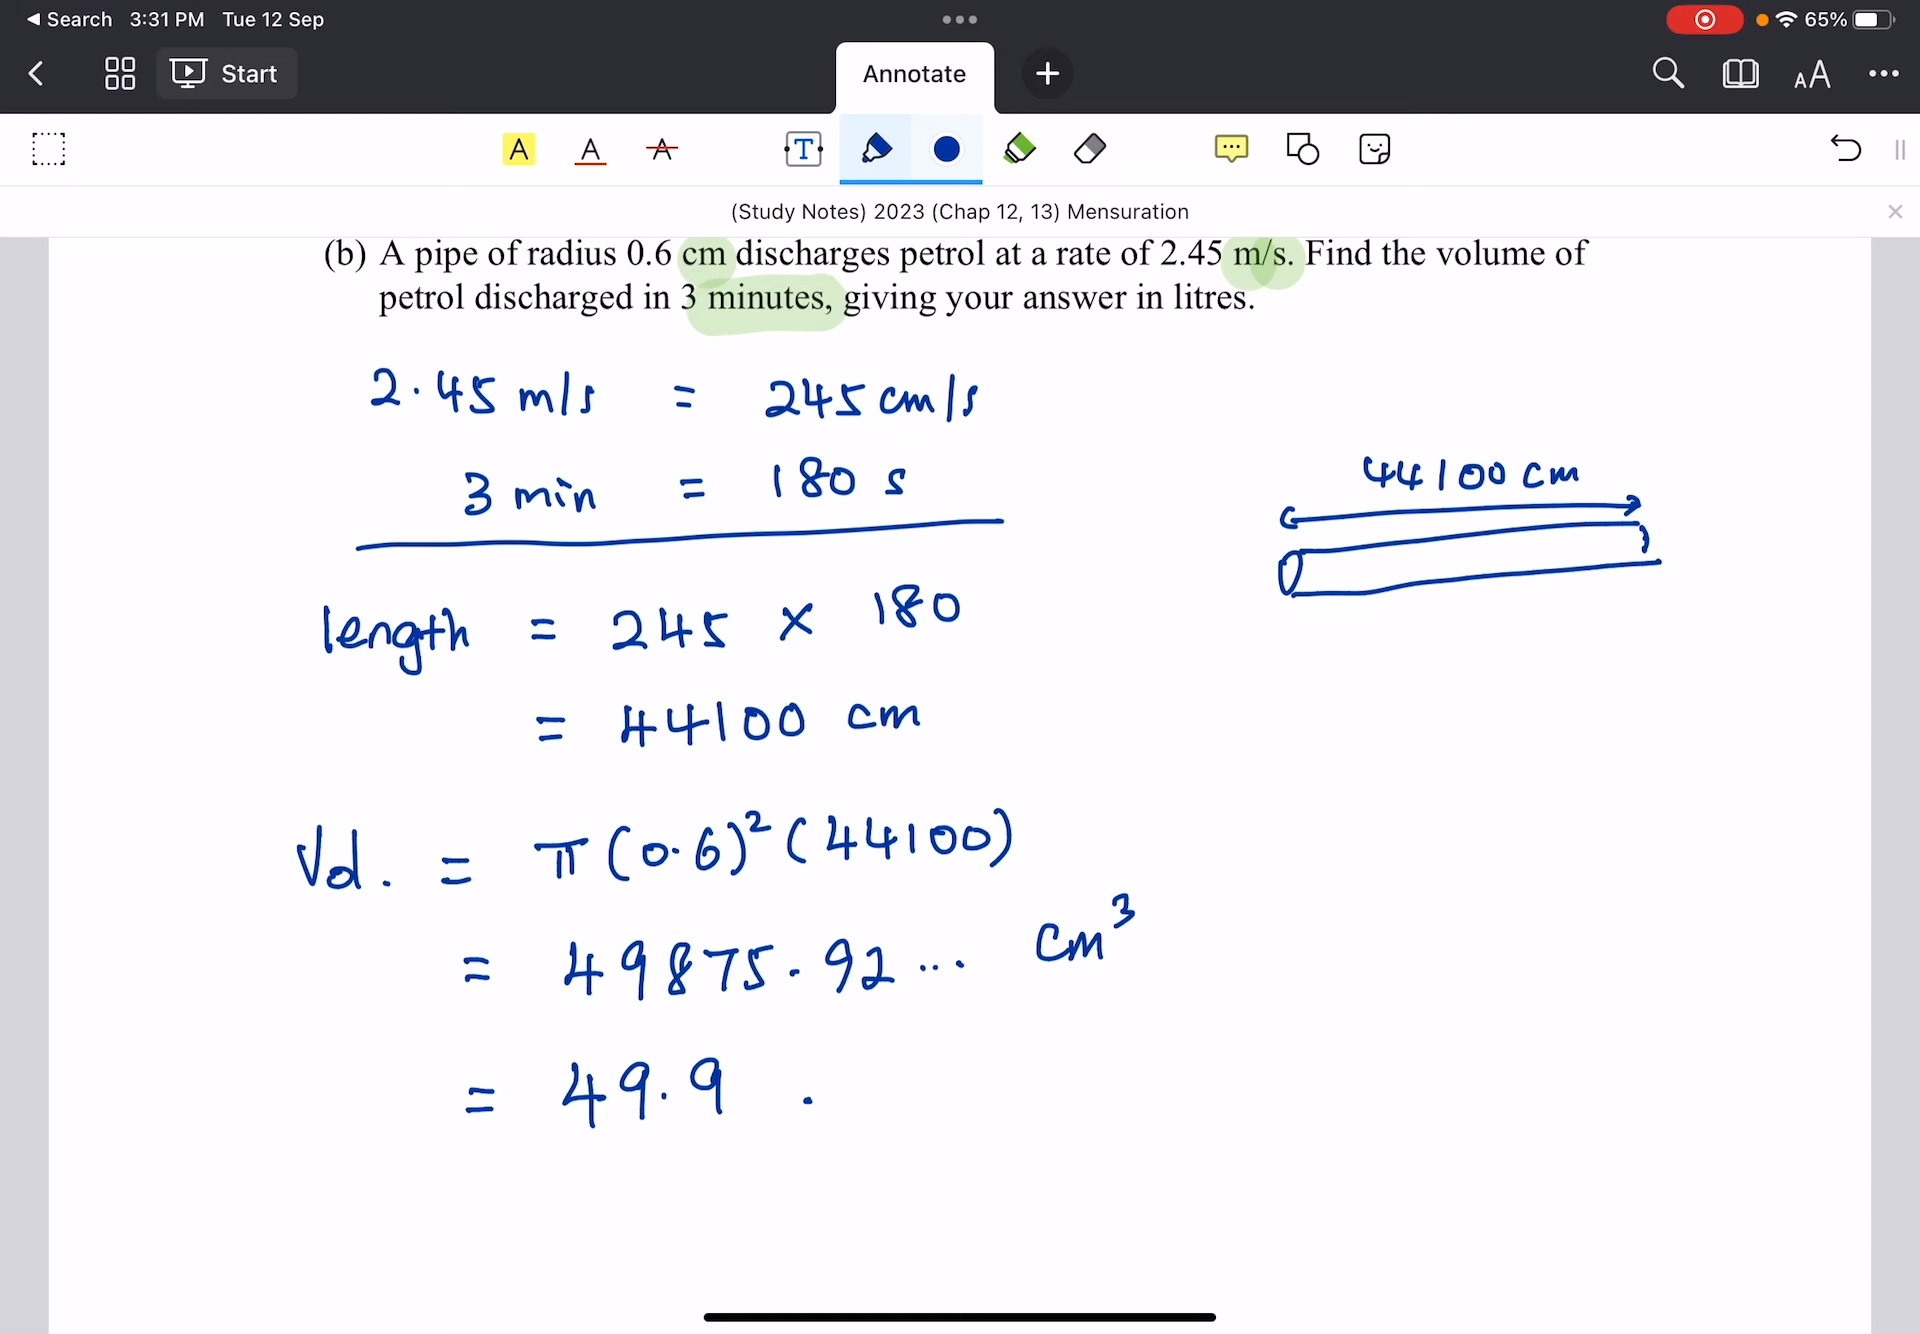 Search 3:31 PM Tue 12 Sep 65%
Start Annotate + AA
A A A T
(Study Notes) 2023 (Chap 12, 13) Mensuration
(b) A pipe of radius 0.6 cm discharges petrol at a rate of 2.45 m/s. Find the volume of
petrol discharged in 3 minutes, giving your answer in litres.
2.45 m/s = 245 cm/s
3 min = 180 s
44100 cm
length = 245 × 180
= 44100 cm
Vol. = π(0.6)²(44100)
= 49875.92... cm³
= 49.9 .